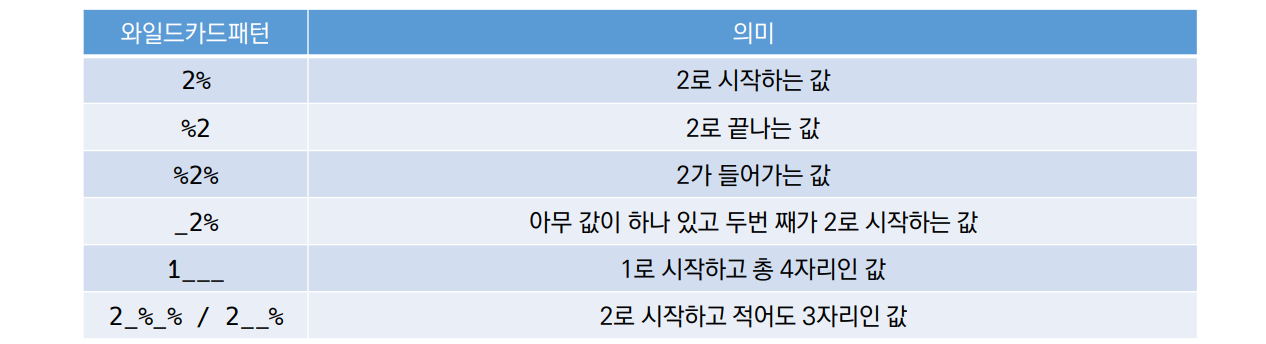 와일드카드패턴 의미
2% 2로 시작하는 값
%2 2로 끝나는 값
%2% 2가 들어가는 값
_2% 아무 값이 하나 있고 두번 째가 2로 시작하는 값
1___ 1로 시작하고 총 4자리인 값
2_%_% / 2__% 2로 시작하고 적어도 3자리인 값